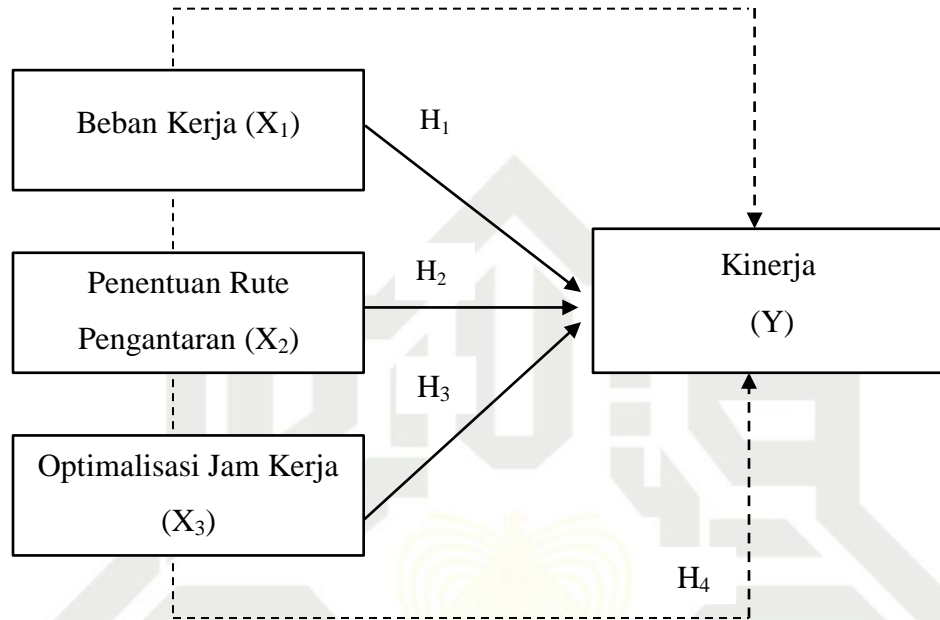 Beban Kerja (X₁)
H₁
Penentuan Rute
Pengantaran (X₂)
H₂
Kinerja
(Y)
H₃
Optimalisasi Jam Kerja
(X₃)
H₄